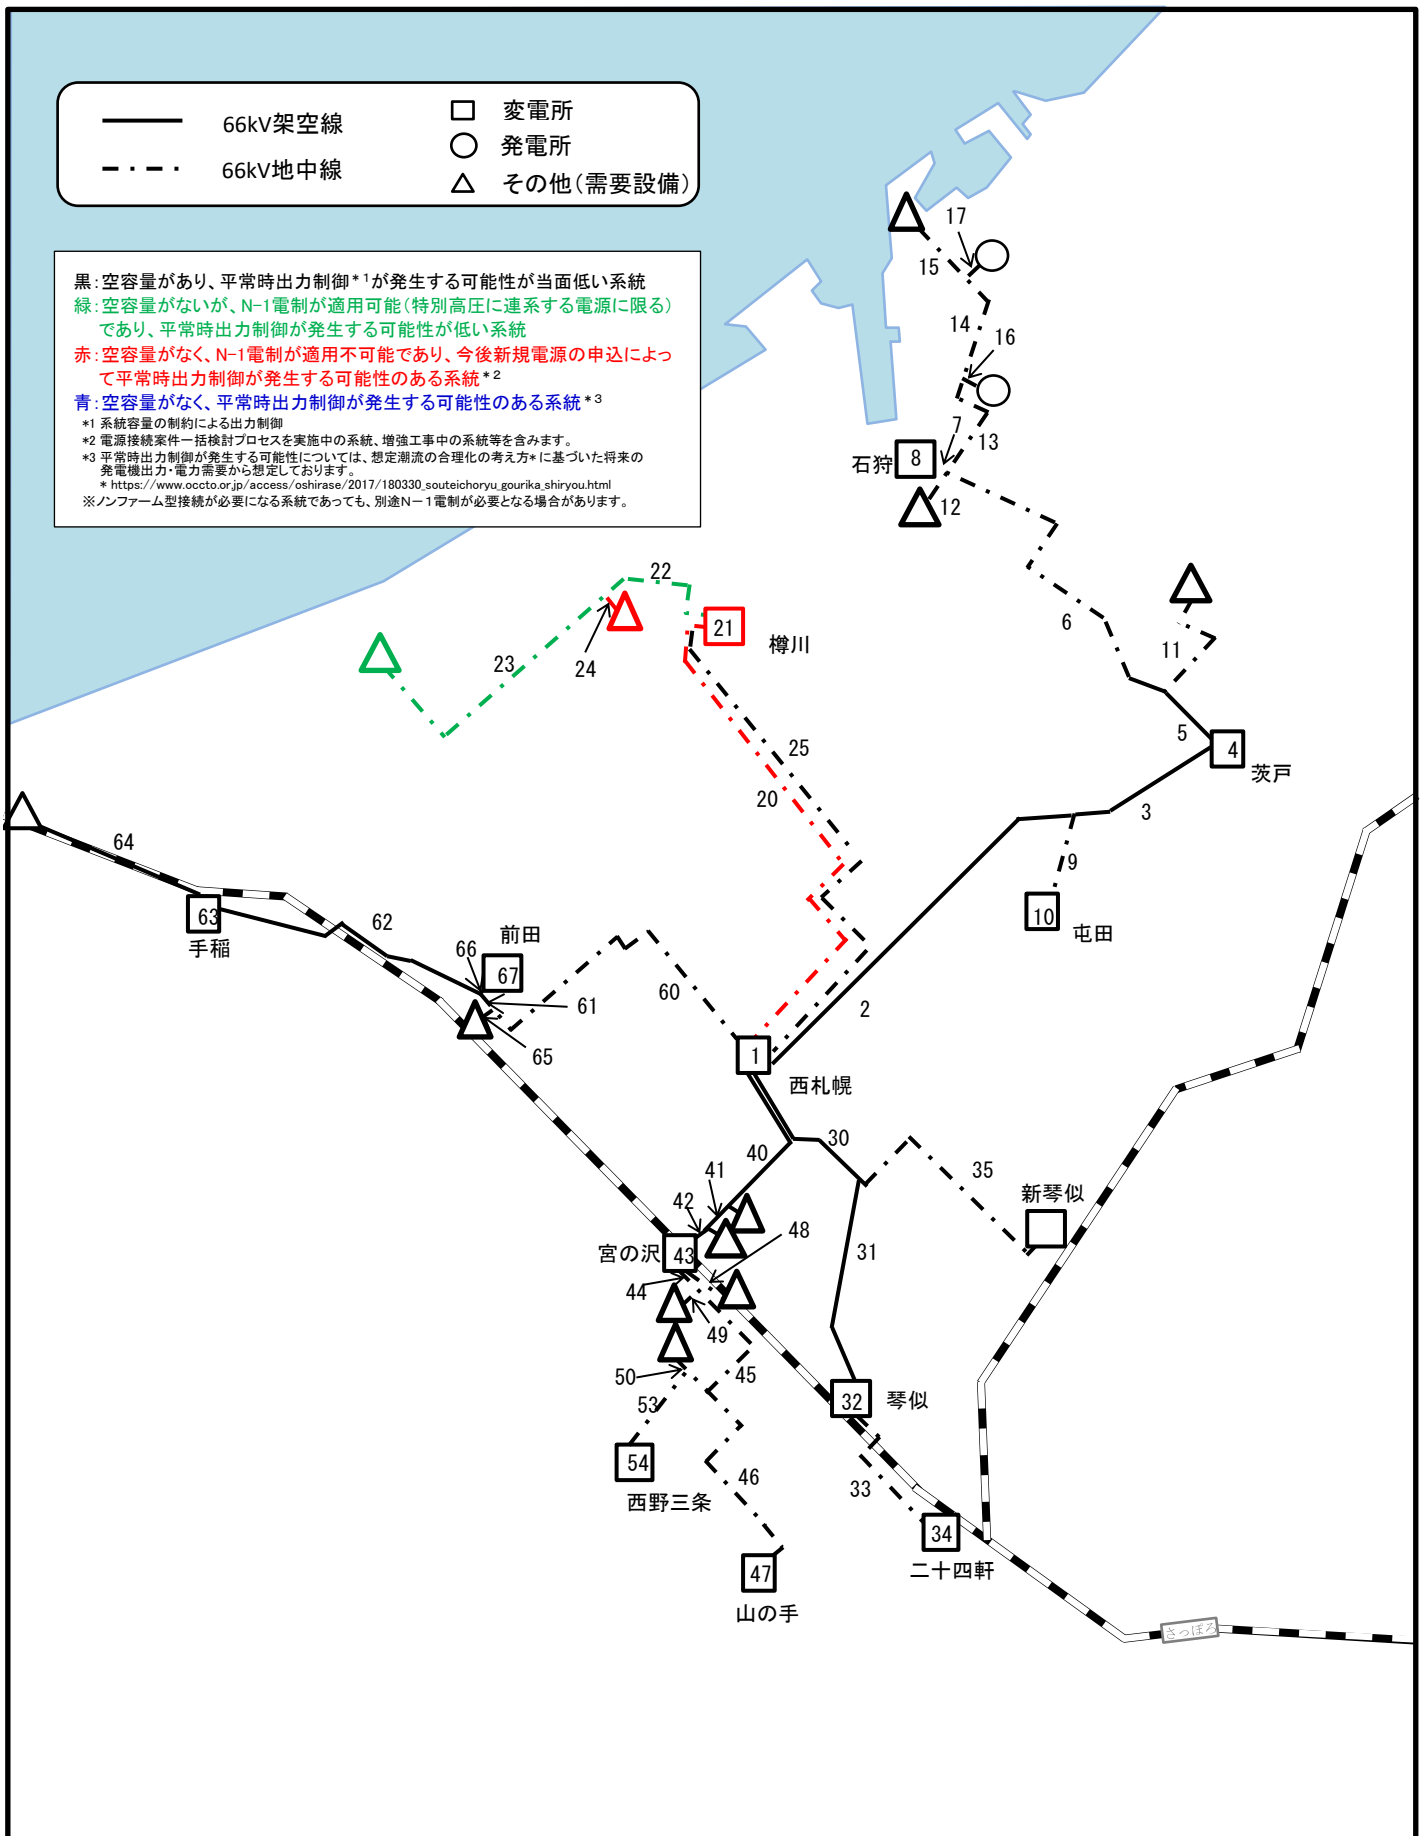 66kV架空線
66kV地中線
変電所
発電所
その他(需要設備)
黒:空容量があり、平常時出力制御*1が発生する可能性が当面低い系統
緑:空容量がないが、N-1電制が適用可能(特別高圧に連系する電源に限る)
であり、平常時出力制御が発生する可能性が低い系統
赤:空容量がなく、N-1電制が適用不可能であり、今後新規電源の申込によっ
て平常時出力制御が発生する可能性のある系統*2
青:空容量がなく、平常時出力制御が発生する可能性のある系統*3
*1 系統容量の制約による出力制御
*2 電源接続案件一括検討プロセスを実施中の系統、増強工事中の系統等を含みます。
*3 平常時出力制御が発生する可能性については、想定潮流の合理化の考え方* に基づいた将来の
発電機出力・電力需要から想定しております。
* https://www.occto.or.jp/access/oshirase/2017/180330_souteichoryu_gourika_shiryou.html
※ノンファーム型接続が必要になる系統であっても、別途N-1電制が必要となる場合があります。
17
15
14
16
7
13
石狩
8
12
22
6
21
樽川
11
23
24
25
5
4
茨戸
20
3
64
9
63
手稲
62
10
屯田
前田
66
67
61
60
65
2
1
西札幌
30
40
41
35
新琴似
42
48
宮の沢
43
31
44
49
50
45
53
32
琴似
54
46
33
西野三条
34
二十四軒
47
山の手
さっぽろ